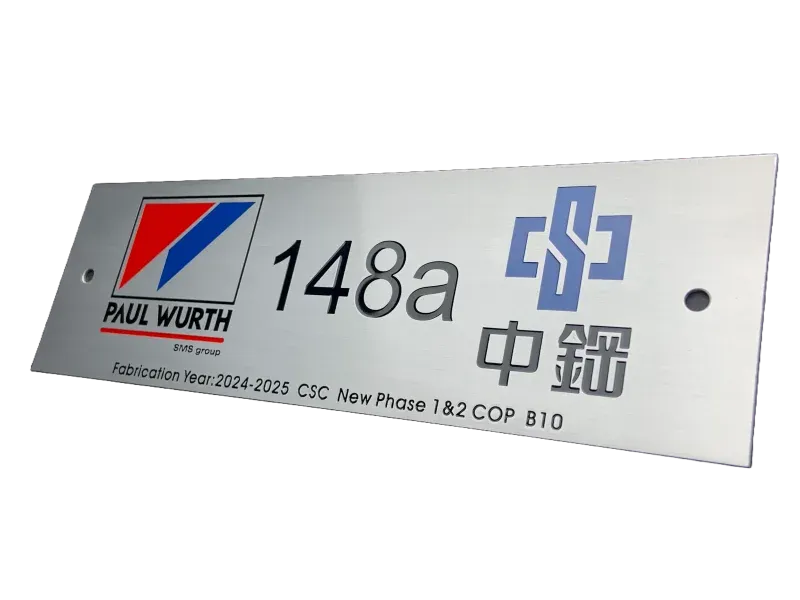 PAUL WURTH
SMS group
148a
中鋼
Fabrication Year:2024-2025 CSC New Phase 1&2 COP B10